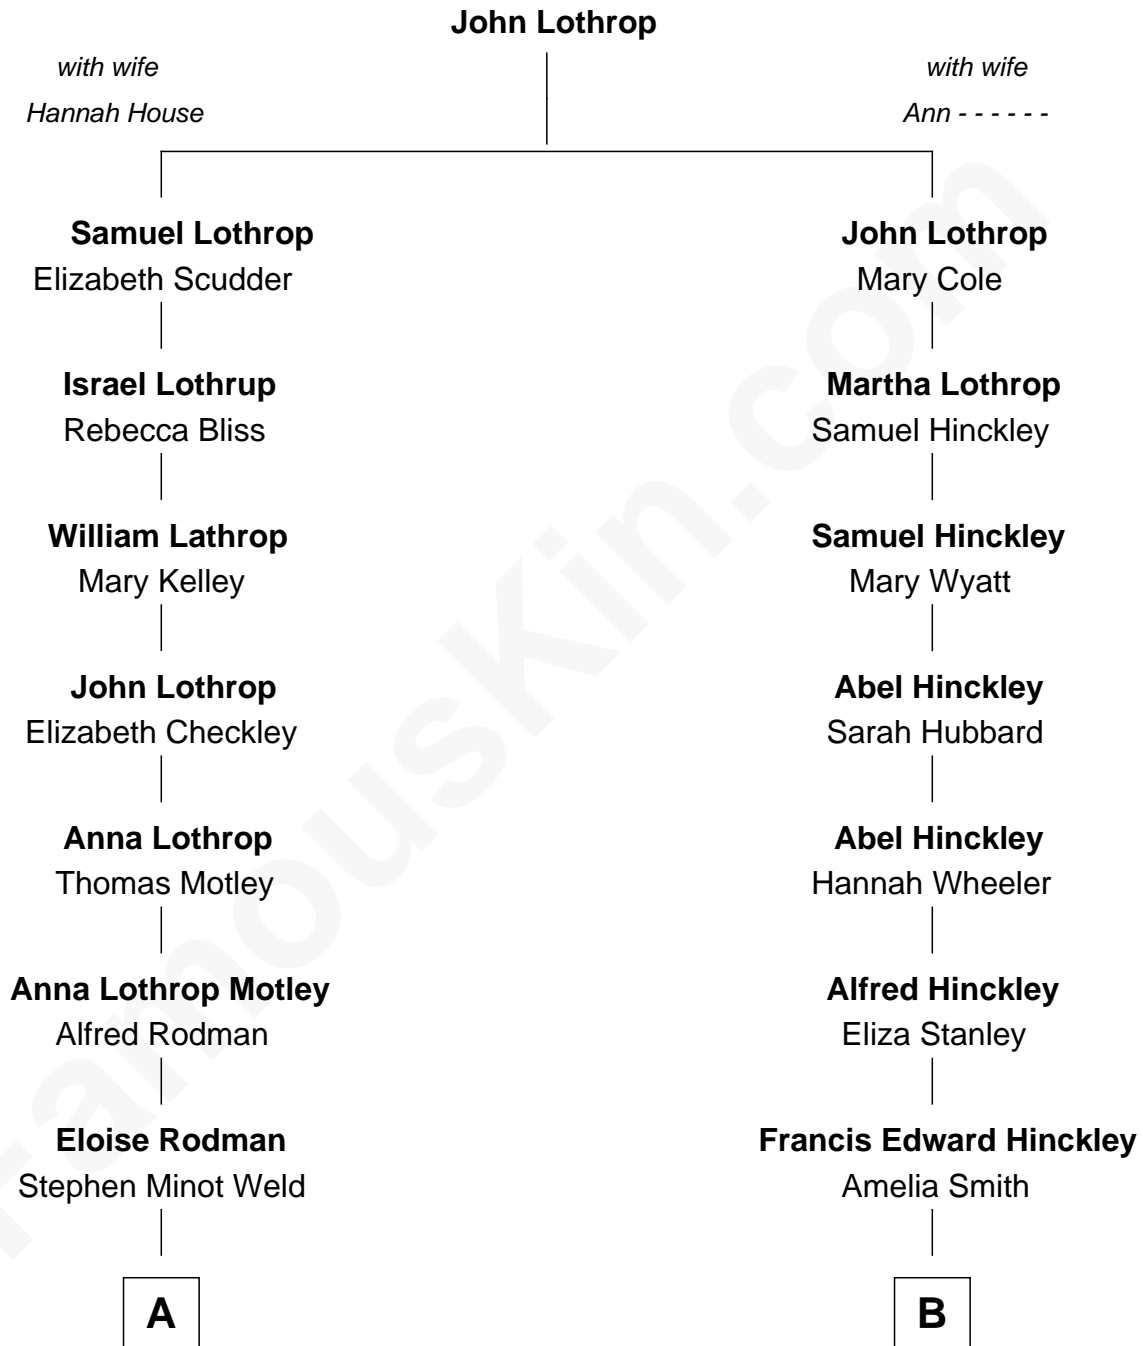 John Lothrop
with wife
Hannah House
with wife
Ann - - - - - -
Samuel Lothrop
Elizabeth Scudder
John Lothrop
Mary Cole
Israel Lothrup
Rebecca Bliss
Martha Lothrop
Samuel Hinckley
William Lathrop
Mary Kelley
Samuel Hinckley
Mary Wyatt
John Lothrop
Elizabeth Checkley
Abel Hinckley
Sarah Hubbard
Anna Lothrop
Thomas Motley
Abel Hinckley
Hannah Wheeler
Anna Lothrop Motley
Alfred Rodman
Alfred Hinckley
Eliza Stanley
Eloise Rodman
Stephen Minot Weld
Francis Edward Hinckley
Amelia Smith
A
B
FamousKin.com